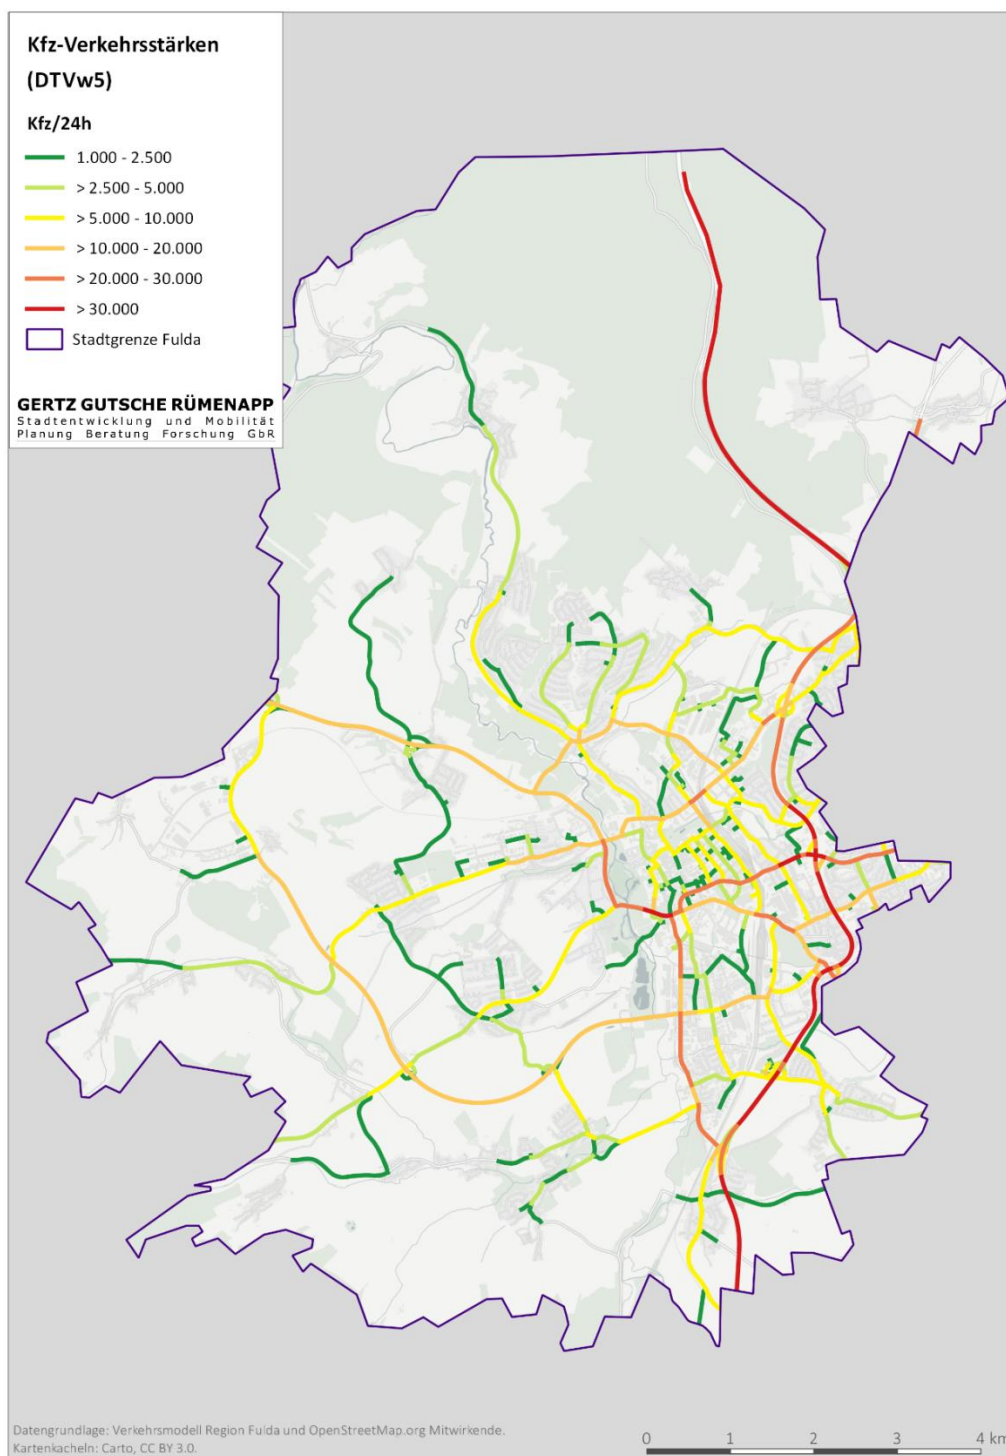 Kfz-Verkehrsstärken
(DTVw5)
Kfz/24h
1.000 - 2.500
> 2.500 - 5.000
> 5.000 - 10.000
> 10.000 - 20.000
> 20.000 - 30.000
> 30.000
Stadtgrenze Fulda
GERTZ GUTSCHE RÜMENAPP
Stadtentwicklung und Mobilität
Planung Beratung Forschung GbR
Datengrundlage: Verkehrsmodell Region Fulda und OpenStreetMap.org Mitwirkende.
Kartenkacheln: Carto, CC BY 3.0.
0 1 2 3 4 km